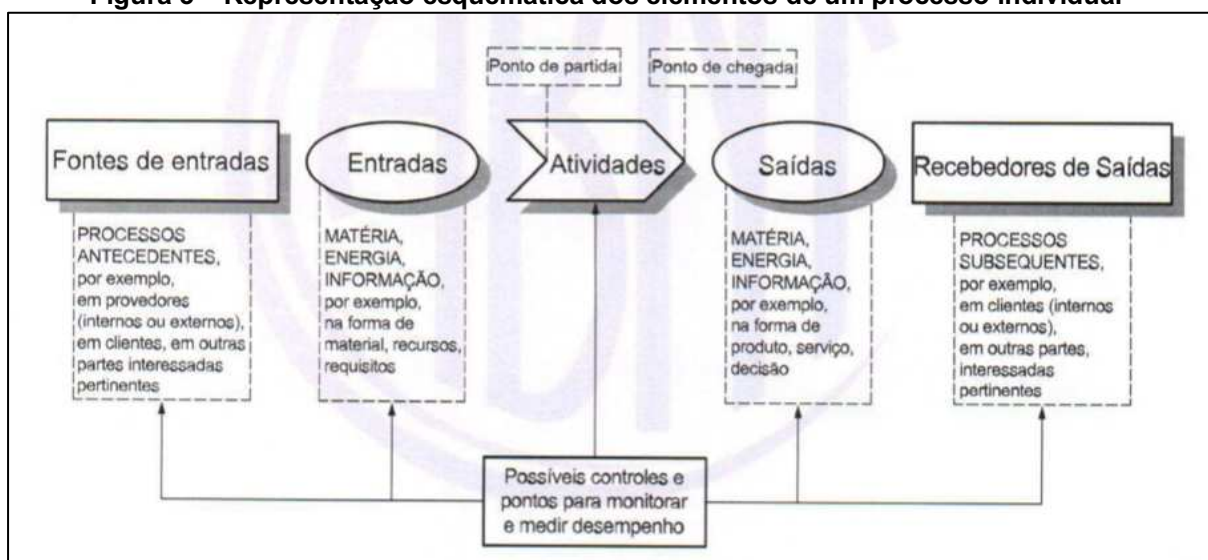 Figura 3 – Representação esquemática dos elementos de um processo individual
Ponto de partida
Ponto de chegada
Fontes de entradas
Entradas
Atividades
Saídas
Recebedores de Saídas
PROCESSOS
ANTECEDENTES,
por exemplo,
em provedores
(internos ou externos),
em clientes, em outras
partes interessadas
pertinentes
MATÉRIA,
ENERGIA,
INFORMAÇÃO,
por exemplo,
na forma de
material, recursos,
requisitos
MATÉRIA,
ENERGIA,
INFORMAÇÃO,
por exemplo,
na forma de
produto, serviço,
decisão
PROCESSOS
SUBSEQUENTES,
por exemplo,
em clientes (internos
ou externos),
em outras partes,
interessadas
pertinentes
Possíveis controles e
pontos para monitorar
e medir desempenho
ABNT